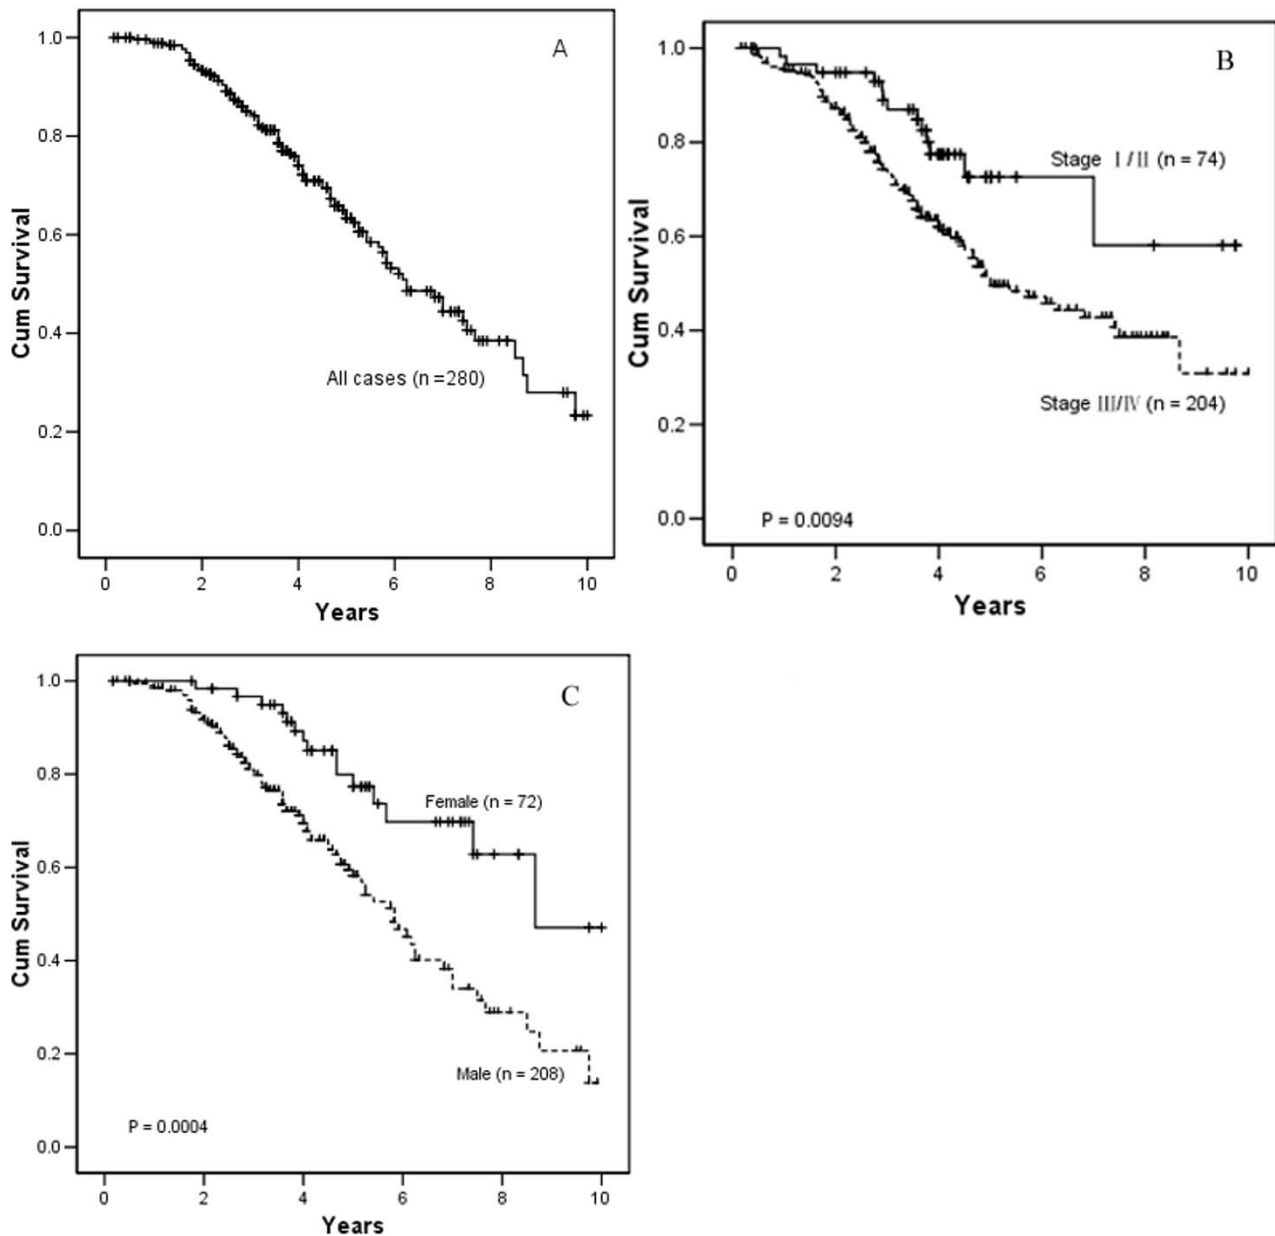 A
1.0
0.8
0.6
0.4
0.2
0.0
Cum Survival
All cases (n =280)
0 2 4 6 8 10
Years
B
1.0
0.8
0.6
0.4
0.2
0.0
Cum Survival
Stage Ⅰ/Ⅱ (n = 74)
Stage Ⅲ/Ⅳ (n = 204)
P = 0.0094
0 2 4 6 8 10
Years
C
1.0
0.8
0.6
0.4
0.2
0.0
Cum Survival
Female (n = 72)
Male (n = 208)
P = 0.0004
0 2 4 6 8 10
Years